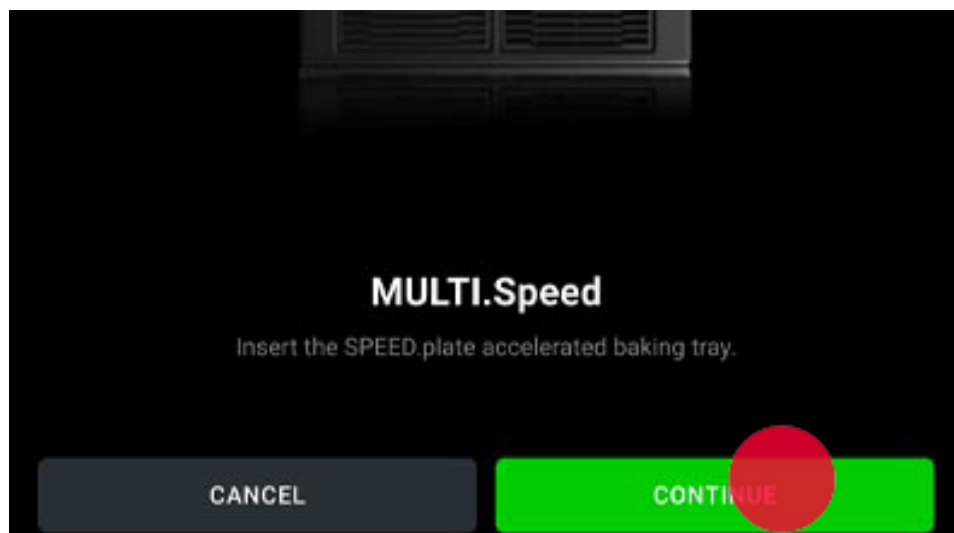 MULTI.Speed
Insert the SPEED.plate accelerated baking tray.
CANCEL
CONTINUE